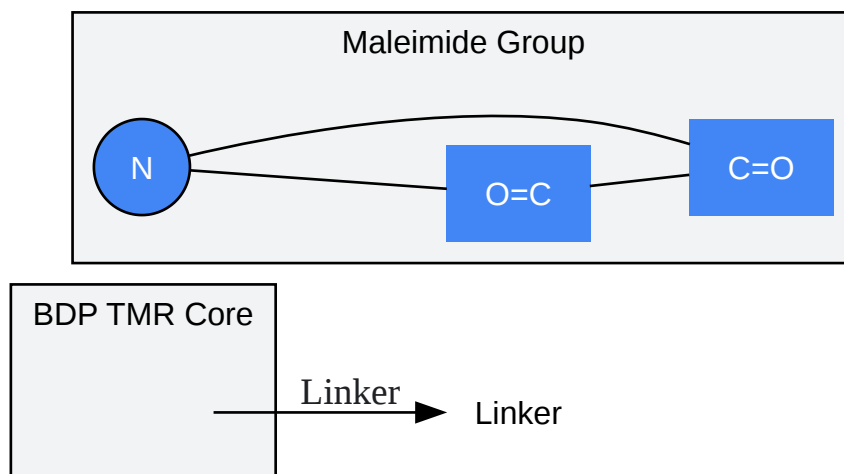 Maleimide Group
N
O=C
C=O
BDP TMR Core
Linker
Linker